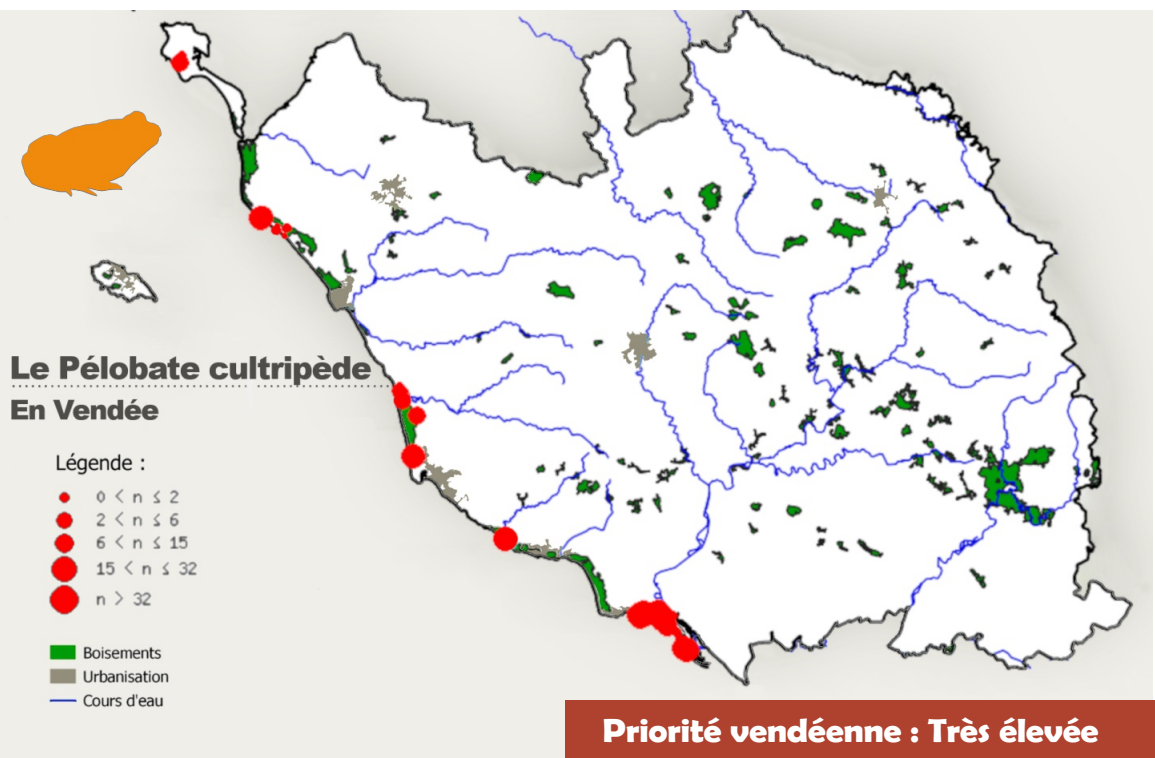 Le Pélobate cultripède
En Vendée
Légende :
0 < n ≤ 2
2 < n ≤ 6
6 < n ≤ 15
15 < n ≤ 32
n > 32
Boisements
Urbanisation
Cours d'eau
Priorité vendéenne : Très élevée